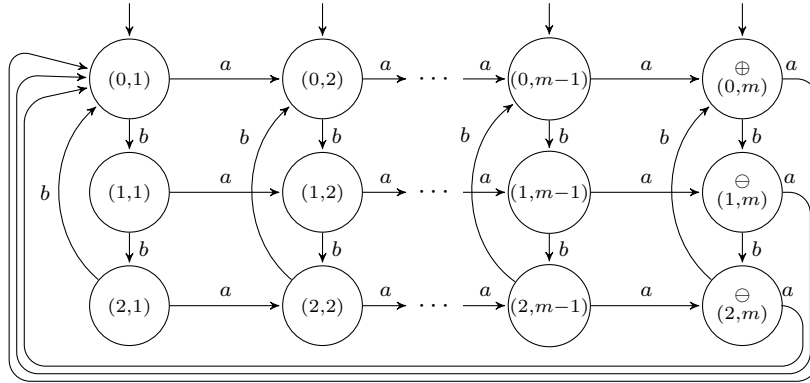 a a a a a
(0,1) (0,2) · · · (0,m−1) ⊕ (0,m)
b b b b
b b b b
a a a a a
(1,1) (1,2) · · · (1,m−1) ⊖ (1,m)
b b b b
a a a a a
(2,1) (2,2) · · · (2,m−1) ⊖ (2,m)